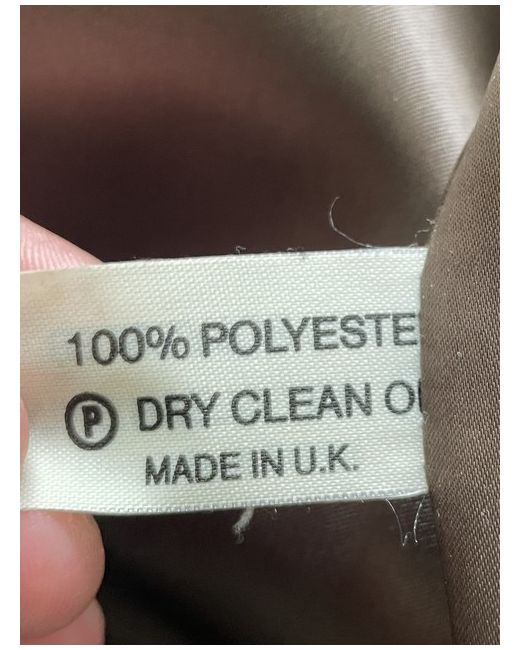 100% POLYESTE
Ⓟ DRY CLEAN O
MADE IN U.K.